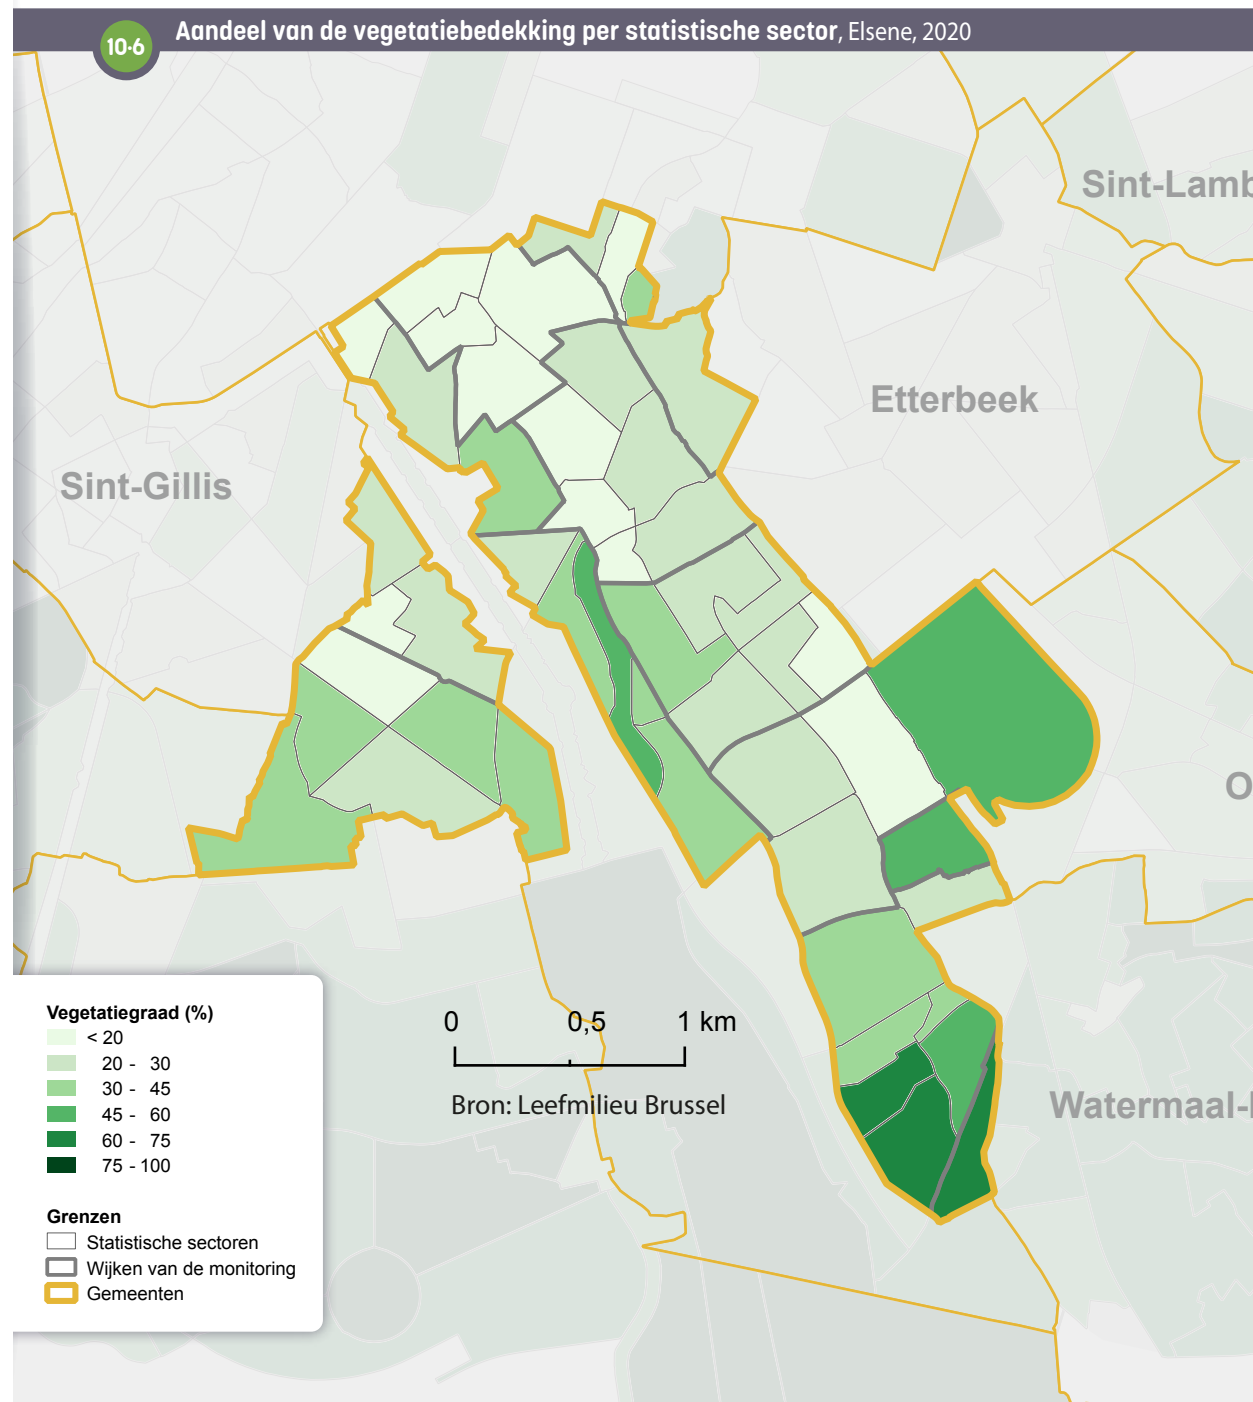 10·6
Aandeel van de vegetatiebedekking per statistische sector, Elsene, 2020
Sint-Lamb
Etterbeek
Sint-Gillis
O
Watermaal-
Vegetatiegraad (%)
< 20
20 - 30
30 - 45
45 - 60
60 - 75
75 - 100
Grenzen
Statistische sectoren
Wijken van de monitoring
Gemeenten
0 0,5 1 km
Bron: Leefmilieu Brussel